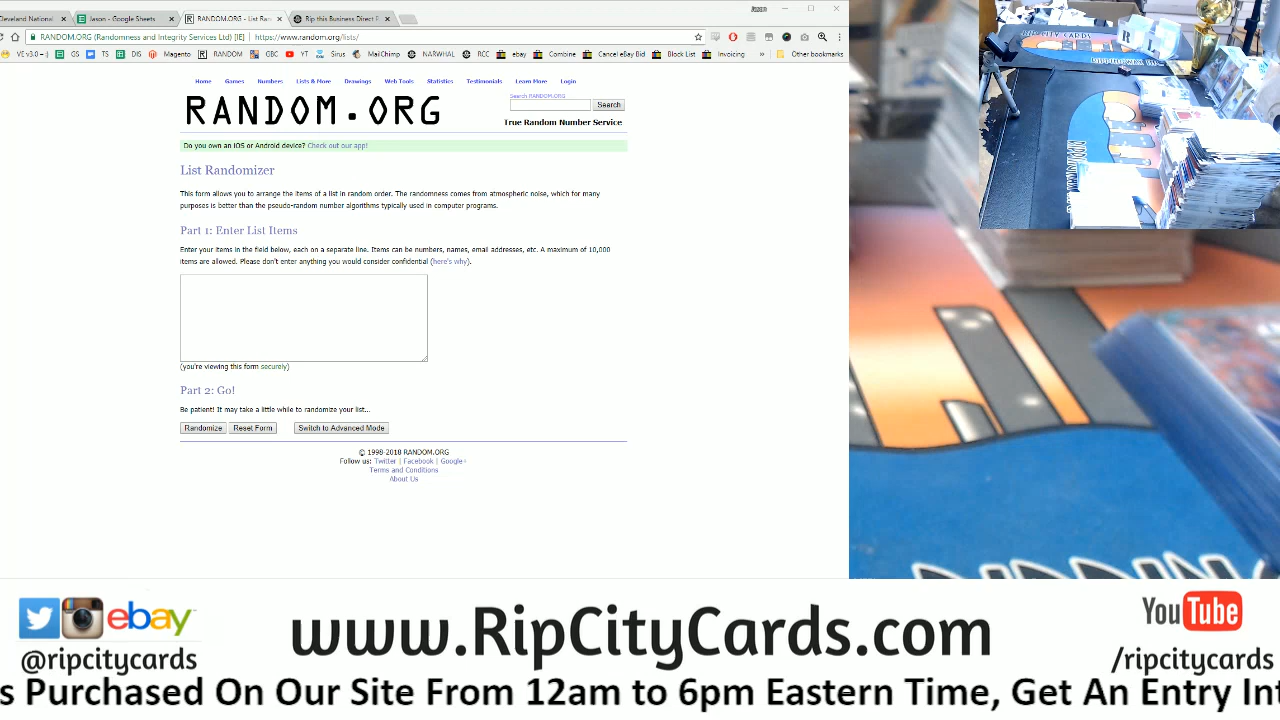 Cleveland National
Jason - Google Sheets
RANDOM.ORG - List Ran
Rip this Business Direct F
Jason
RANDOM.ORG (Randomness and Integrity Services Ltd) [IE]
https://www.random.org/lists/
GS
TS
DK
Magento
RANDOM
GBC
YT
Sirus
Mailchimp
NARWHAL
RCC
ebay
Combine
Cancel eBay Bid
Block List
Invoicing
»
Other bookmarks
Home
Games
Numbers
Lists & More
Drawings
Web Tools
Statistics
Testimonials
Learn More
Login
RANDOM.ORG
Search RANDOM.ORG
Search
True Random Number Service
Do you own an iOS or Android device? Check out our app!
List Randomizer
This form allows you to arrange the items of a list in random order. The randomness comes from atmospheric noise, which for many
purposes is better than the pseudo-random number algorithms typically used in computer programs.
Part 1: Enter List Items
Enter your items in the field below, each on a separate line. Items can be numbers, names, email addresses, etc. A maximum of 10,000
items are allowed. Please don't enter anything you would consider confidential (here's why).
(you're viewing this form securely)
Part 2: Go!
Be patient! It may take a little while to randomize your list...
Randomize
Reset Form
Switch to Advanced Mode
© 1998-2018 RANDOM.ORG
Follow us: Twitter | Facebook | Google+
Terms and Conditions
About Us
RIP CITY CARDS
ebay
@ripcitycards
www.RipCityCards.com
YouTube
/ripcitycards
s Purchased On Our Site From 12am to 6pm Eastern Time, Get An Entry Int